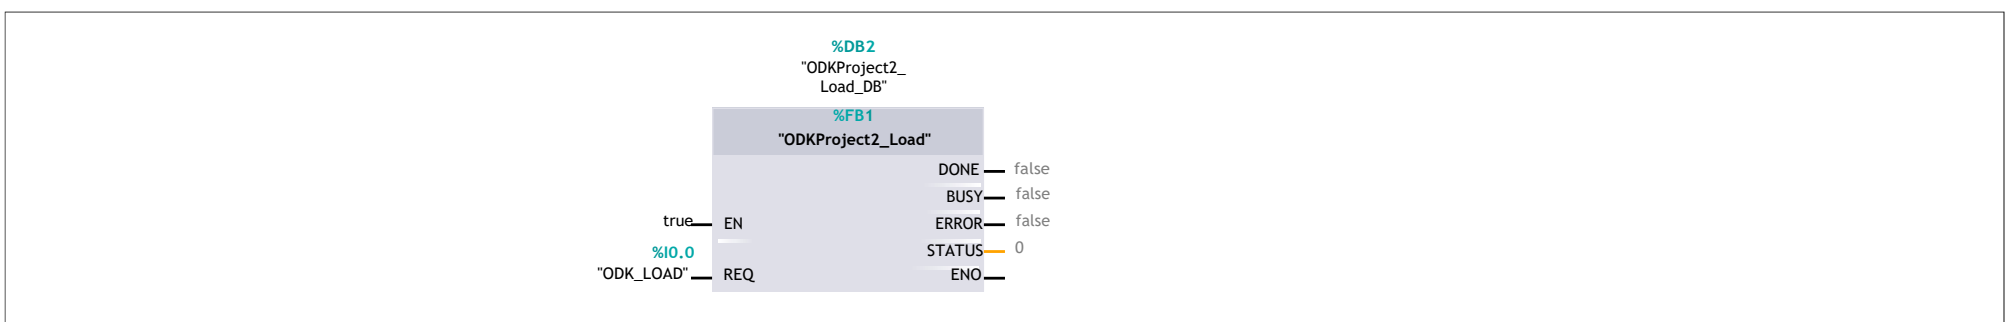 %DB2
"ODKProject2_
Load_DB"
%FB1
"ODKProject2_Load"
DONE false
BUSY false
true EN ERROR false
%I0.0 STATUS 0
"ODK_LOAD" REQ ENO